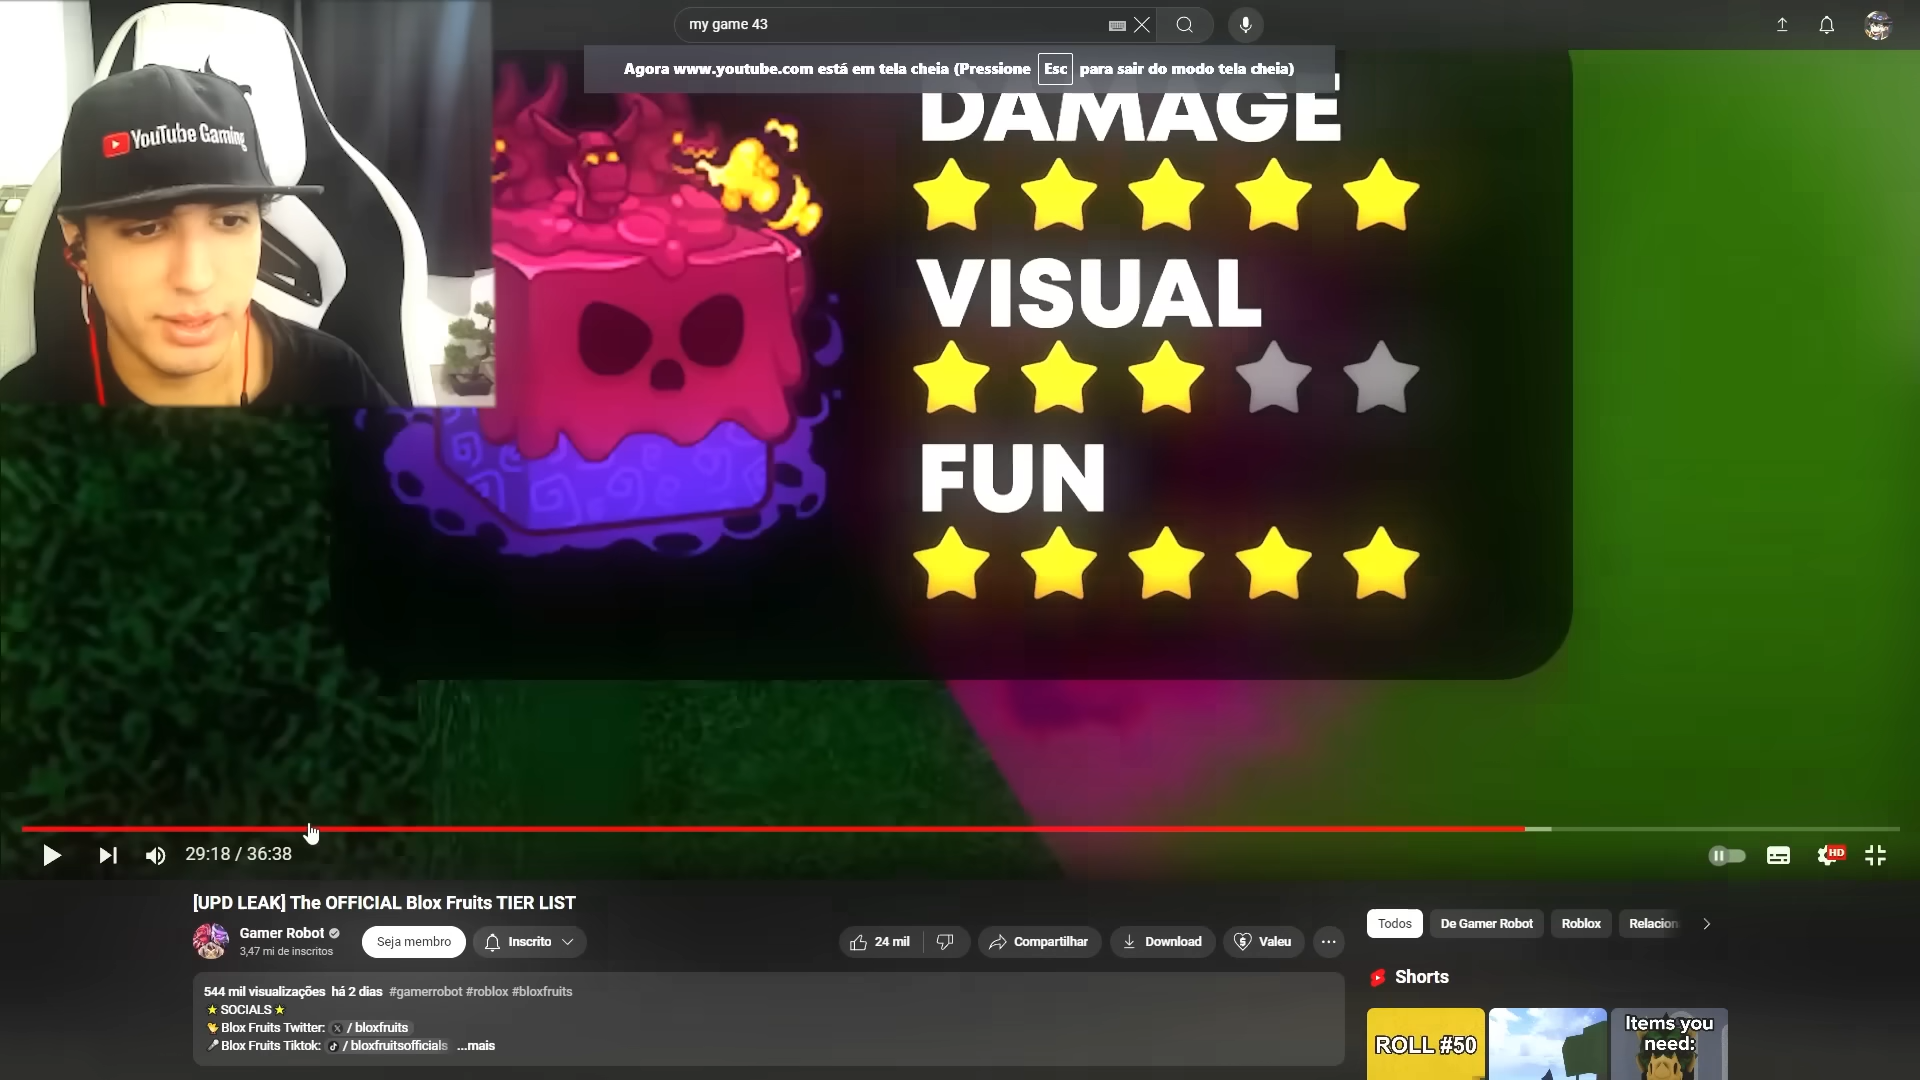 my game 43
Agora www.youtube.com está em tela cheia (Pressione Esc para sair do modo tela cheia)
YouTube Gaming
DAMAGE
VISUAL
FUN
29:18 / 36:38
HD
[UPD LEAK] The OFFICIAL Blox Fruits TIER LIST
Gamer Robot
3,47 mi de inscritos
Seja membro
Inscrito
24 mil
Compartilhar
Download
Valeu
544 mil visualizações há 2 dias #gamerrobot #roblox #bloxfruits
SOCIALS
Blox Fruits Twitter: / bloxfruits
Blox Fruits Tiktok: / bloxfruitsofficials ...mais
Todos
De Gamer Robot
Roblox
Relacion
Shorts
ROLL #50
Items you
need: